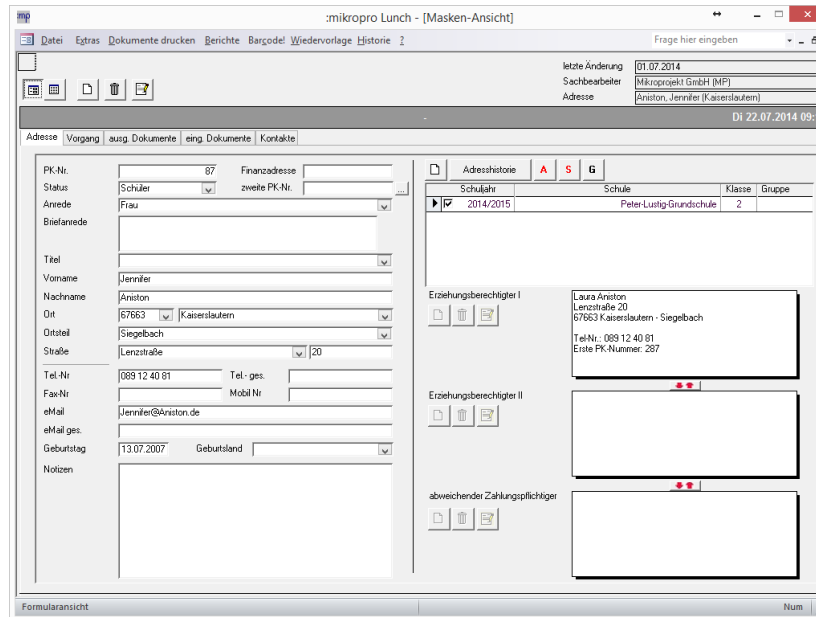 :mp :mikropro Lunch - [Masken-Ansicht]
Datei Extras Dokumente drucken Berichte Barcode! Wiedervorlage Historie ? Frage hier eingeben
letzte Änderung 01.07.2014
Sachbearbeiter Mikroprojekt GmbH (MP)
Adresse Aniston, Jennifer (Kaiserslautern)
- Di 22.07.2014 09:
Adresse Vorgang ausg. Dokumente eing. Dokumente Kontakte
PK-Nr. 87 Finanzadresse
Status Schüler zweite PK-Nr. ...
Anrede Frau
Briefanrede
Titel
Vorname Jennifer
Nachname Aniston
Ort 67663 Kaiserslautern
Ortsteil Siegelbach
Straße Lenzstraße 20
Tel.-Nr 089 12 40 81 Tel.- ges.
Fax-Nr Mobil Nr
eMail Jennifer@Aniston.de
eMail ges.
Geburtstag 13.07.2007 Geburtsland
Notizen
Adresshistorie A S G
Schuljahr Schule Klasse Gruppe
2014/2015 Peter-Lustig-Grundschule 2
Erziehungsberechtigter I
Laura Aniston
Lenzstraße 20
67663 Kaiserslautern - Siegelbach
Tel-Nr.: 089 12 40 81
Erste PK-Nummer: 287
Erziehungsberechtigter II
abweichender Zahlungspflichtiger
Formularansicht Num